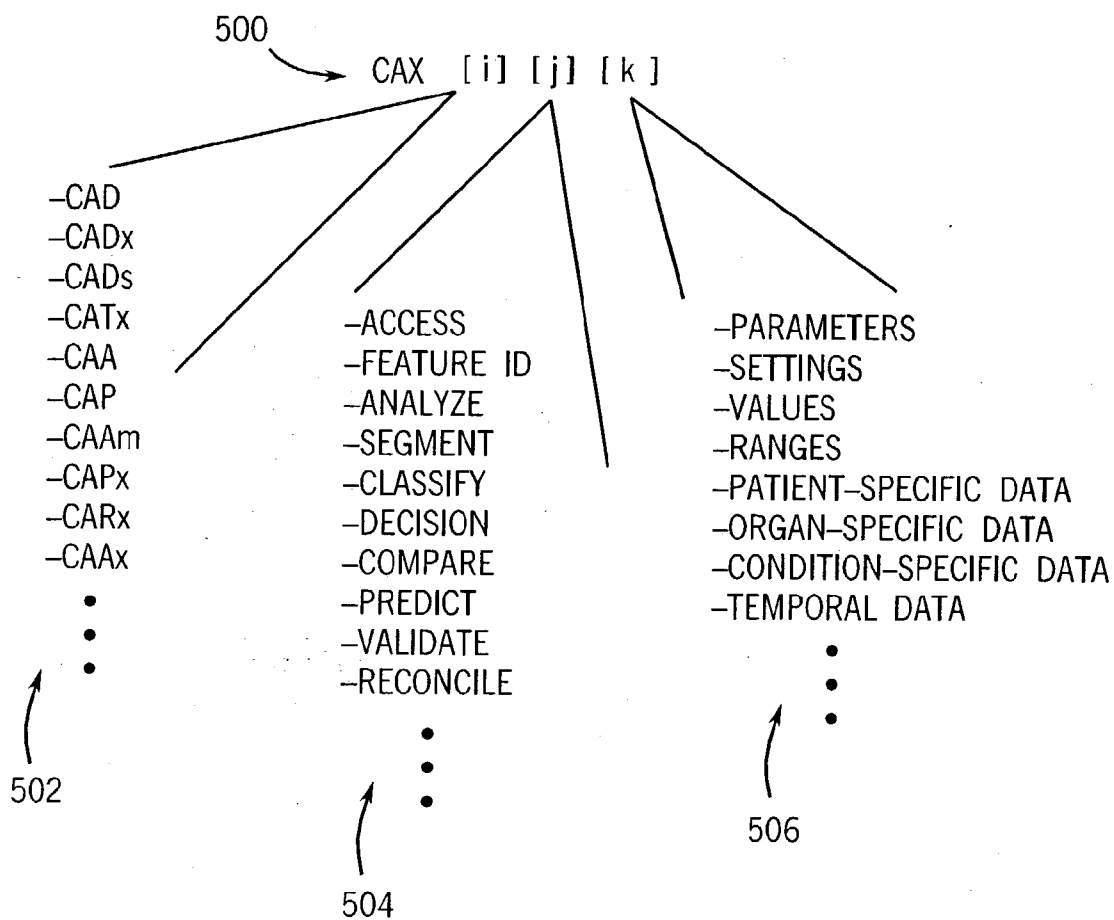 500
CAX [i] [j] [k]
–CAD
–CADx
–CADs
–CATx
–CAA
–CAP
–CAAm
–CAPx
–CARx
–CAAx
502
–ACCESS
–FEATURE ID
–ANALYZE
–SEGMENT
–CLASSIFY
–DECISION
–COMPARE
–PREDICT
–VALIDATE
–RECONCILE
504
–PARAMETERS
–SETTINGS
–VALUES
–RANGES
–PATIENT–SPECIFIC DATA
–ORGAN–SPECIFIC DATA
–CONDITION–SPECIFIC DATA
–TEMPORAL DATA
506